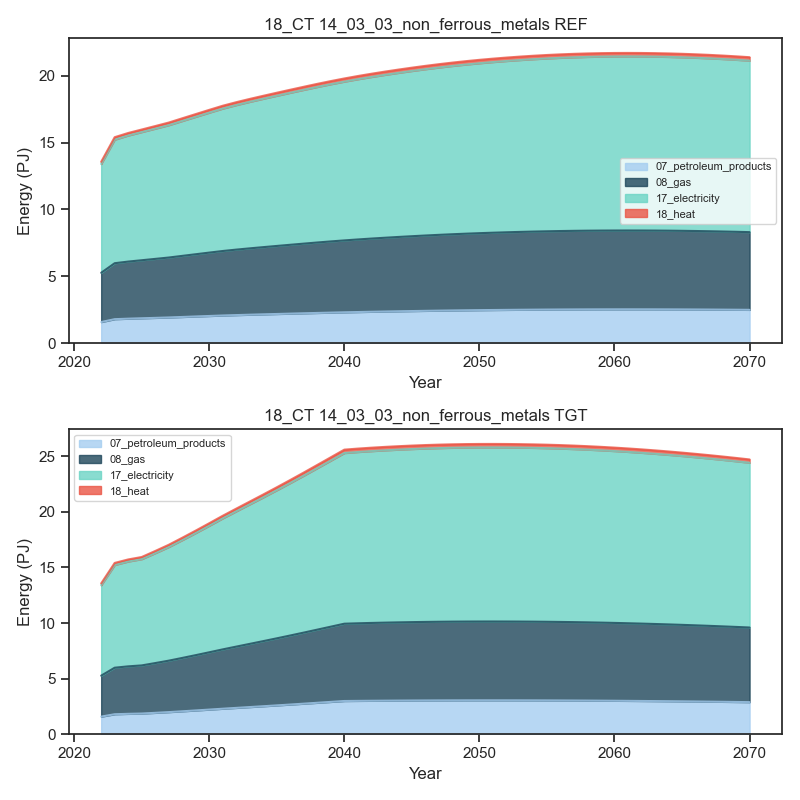 18_CT 14_03_03_non_ferrous_metals REF
Energy (PJ)
20
15
10
5
0
07_petroleum_products
08_gas
17_electricity
18_heat
2020 2030 2040 2050 2060 2070
Year
18_CT 14_03_03_non_ferrous_metals TGT
Energy (PJ)
25
20
15
10
5
0
07_petroleum_products
08_gas
17_electricity
18_heat
2020 2030 2040 2050 2060 2070
Year